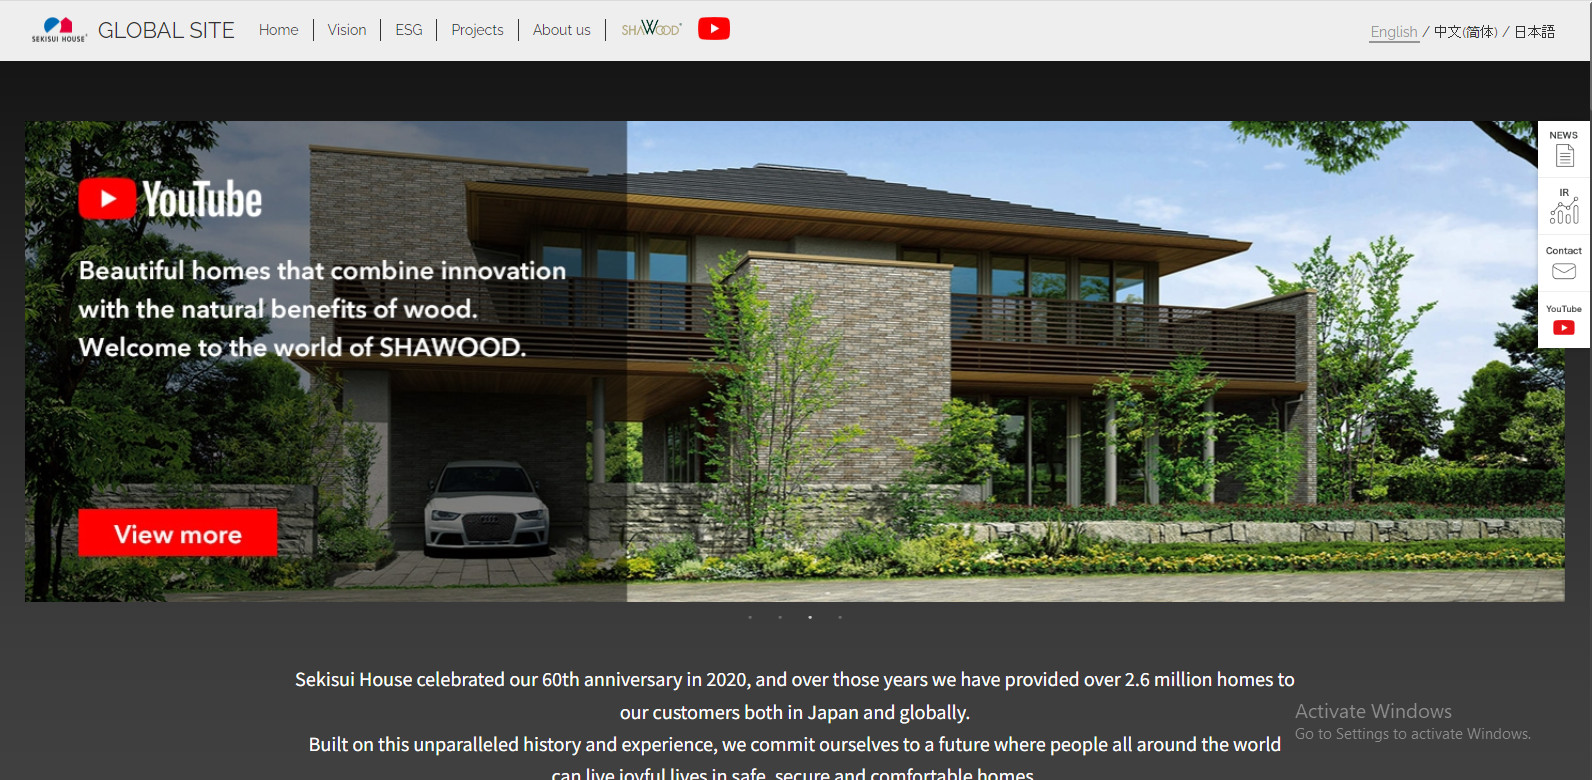 SEKISUI HOUSE
GLOBAL SITE
Home
Vision
ESG
Projects
About us
SHAWOOD
English / 中文(简体) / 日本語
NEWS
IR
Contact
YouTube
YouTube
Beautiful homes that combine innovation
with the natural benefits of wood.
Welcome to the world of SHAWOOD.
View more
Sekisui House celebrated our 60th anniversary in 2020, and over those years we have provided over 2.6 million homes to
our customers both in Japan and globally.
Built on this unparalleled history and experience, we commit ourselves to a future where people all around the world
can live joyful lives in safe, secure and comfortable homes.
Activate Windows
Go to Settings to activate Windows.